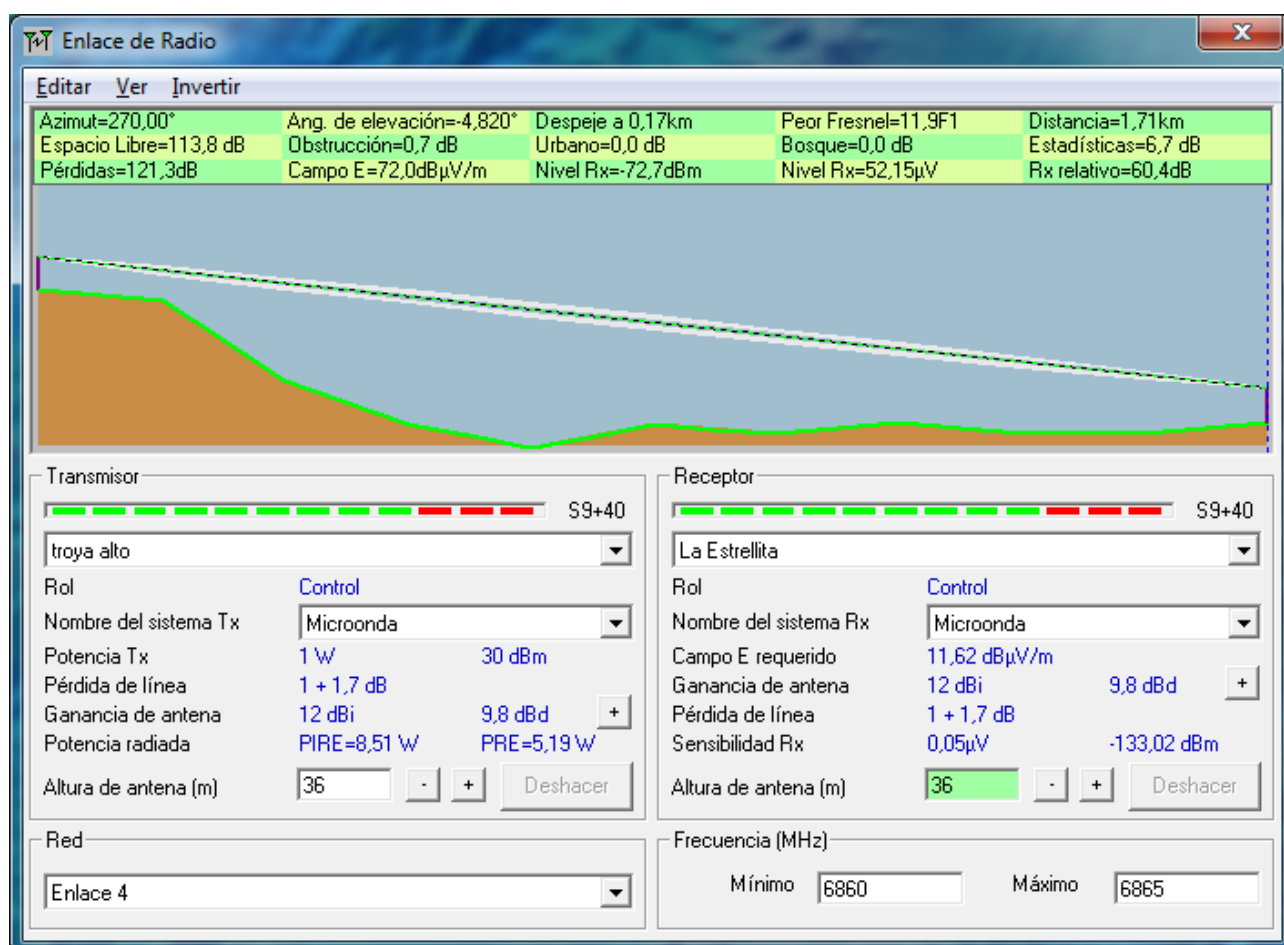 Enlace de Radio
Editar Ver Invertir
Azimut=270,00° Ang. de elevación=-4,820° Despeje a 0,17km Peor Fresnel=11,9F1 Distancia=1,71km
Espacio Libre=113,8 dB Obstrucción=0,7 dB Urbano=0,0 dB Bosque=0,0 dB Estadísticas=6,7 dB
Pérdidas=121,3dB Campo E=72,0dBµV/m Nivel Rx=-72,7dBm Nivel Rx=52,15µV Rx relativo=60,4dB
Transmisor
S9+40
troya alto
Rol Control
Nombre del sistema Tx Microonda
Potencia Tx 1 W 30 dBm
Pérdida de línea 1 + 1,7 dB
Ganancia de antena 12 dBi 9,8 dBd +
Potencia radiada PIRE=8,51 W PRE=5,19 W
Altura de antena (m) 36 - + Deshacer
Receptor
S9+40
La Estrellita
Rol Control
Nombre del sistema Rx Microonda
Campo E requerido 11,62 dBµV/m
Ganancia de antena 12 dBi 9,8 dBd +
Pérdida de línea 1 + 1,7 dB
Sensibilidad Rx 0,05µV -133,02 dBm
Altura de antena (m) 36 - + Deshacer
Red
Enlace 4
Frecuencia (MHz)
Mínimo 6860 Máximo 6865